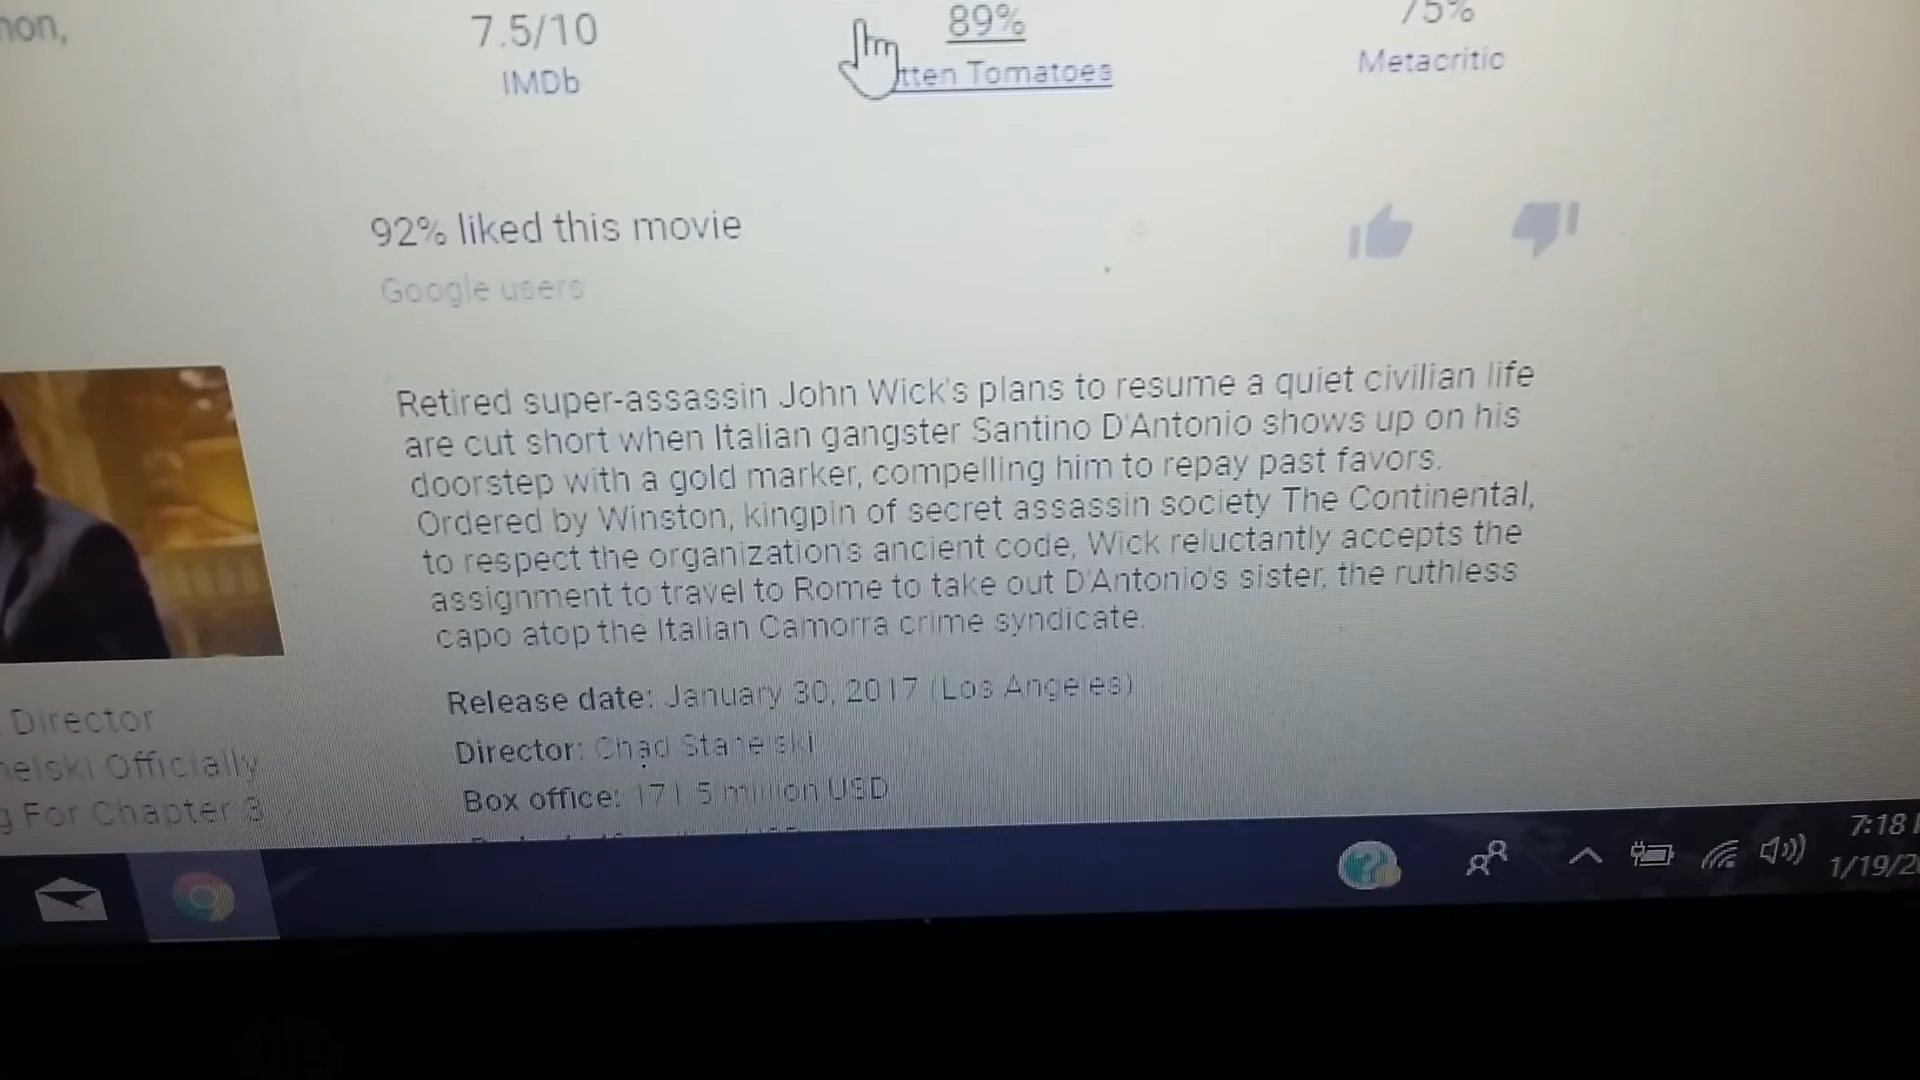 7.5/10
IMDb
89%
tten Tomatoes
75%
Metacritic
92% liked this movie
Google users
Retired super-assassin John Wick's plans to resume a quiet civilian life
are cut short when Italian gangster Santino D'Antonio shows up on his
doorstep with a gold marker, compelling him to repay past favors.
Ordered by Winston, kingpin of secret assassin society The Continental,
to respect the organization's ancient code, Wick reluctantly accepts the
assignment to travel to Rome to take out D'Antonio's sister, the ruthless
capo atop the Italian Camorra crime syndicate.
Release date: January 30, 2017 (Los Angeles)
Director: Chad Stahelski
Box office: 171.5 million USD
Director
helski Officially
g For Chapter 3
7:18
1/19/2